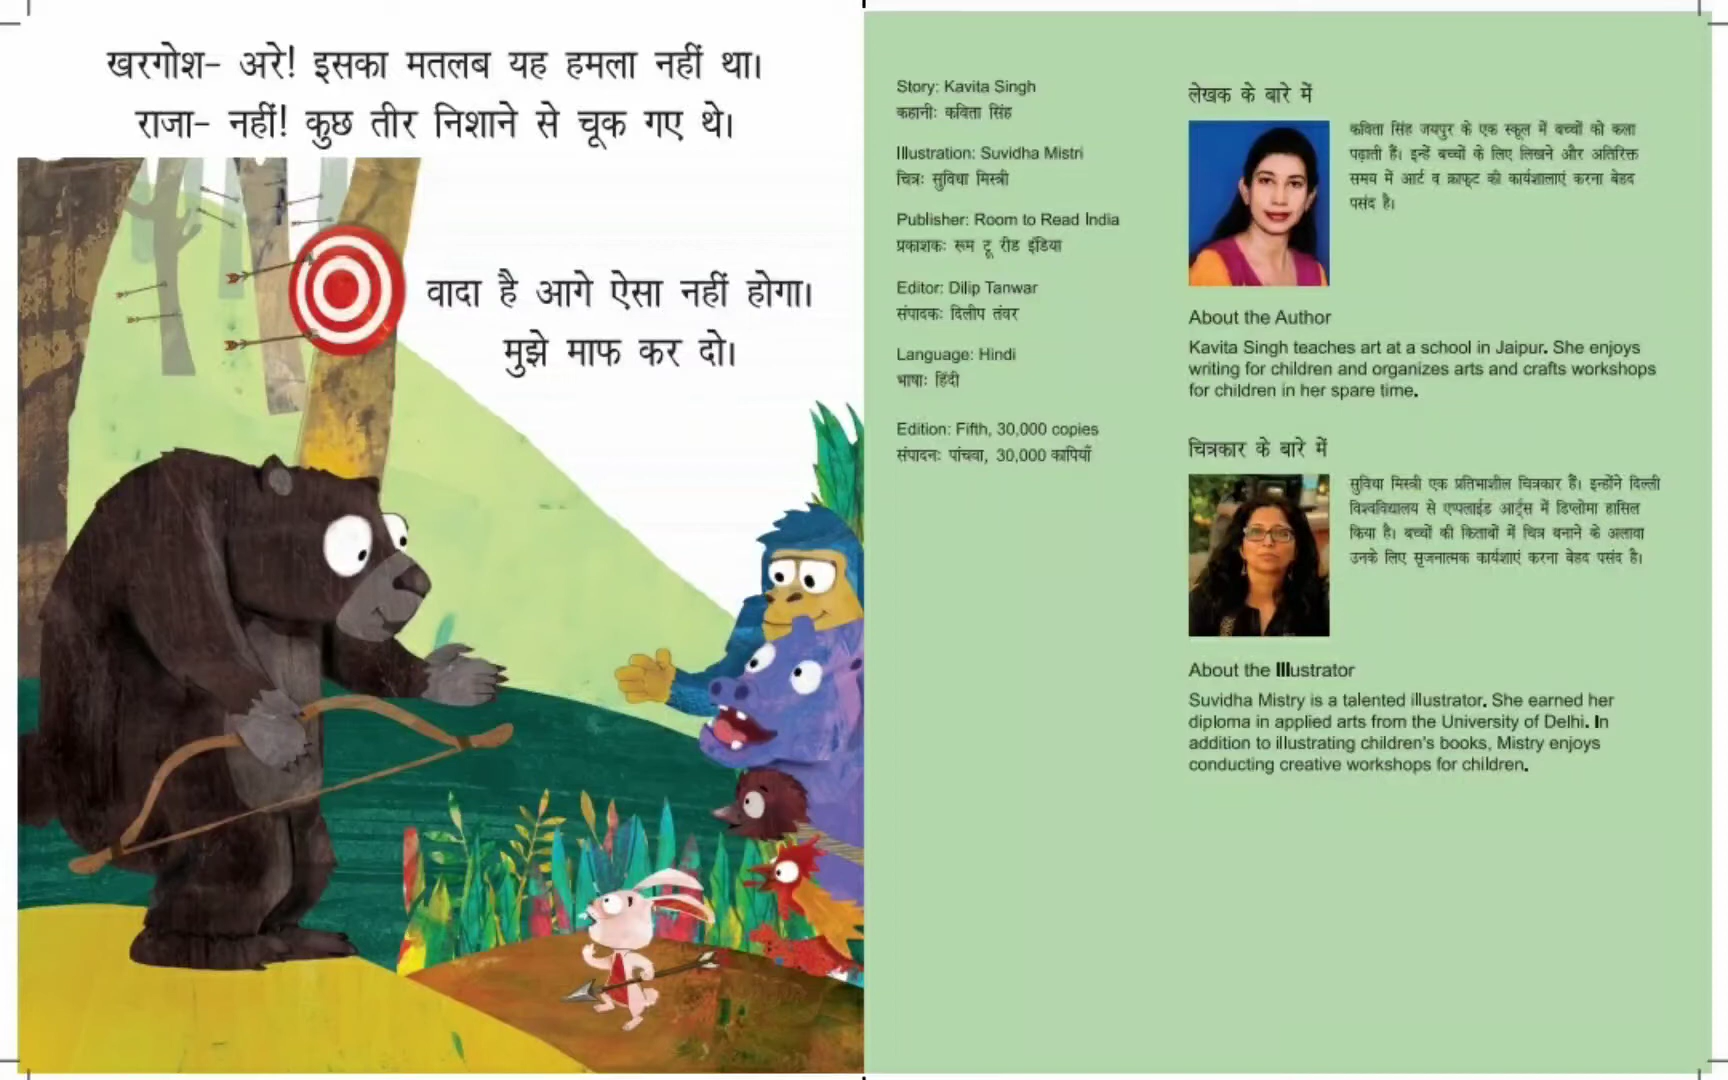 खरगोश- अरे! इसका मतलब यह हमला नहीं था।
राजा- नहीं! कुछ तीर निशाने से चूक गए थे।
वादा है आगे ऐसा नहीं होगा।
मुझे माफ कर दो।
Story: Kavita Singh
कहानीः कविता सिंह
Illustration: Suvidha Mistri
चित्रः सुविधा मिस्त्री
Publisher: Room to Read India
प्रकाशकः रूम टू रीड इंडिया
Editor: Dilip Tanwar
संपादकः दिलीप तंवर
Language: Hindi
भाषाः हिंदी
Edition: Fifth, 30,000 copies
संपादनः पांचवा, 30,000 कापियाँ
लेखक के बारे में
कविता सिंह जयपुर के एक स्कूल में बच्चों को कला
पढ़ाती हैं। इन्हें बच्चों के लिए लिखने और अतिरिक्त
समय में आर्ट व क्राफ्ट की कार्यशालाएं करना बेहद
पसंद है।
About the Author
Kavita Singh teaches art at a school in Jaipur. She enjoys
writing for children and organizes arts and crafts workshops
for children in her spare time.
चित्रकार के बारे में
सुविधा मिस्त्री एक प्रतिभाशील चित्रकार हैं। इन्होंने दिल्ली
विश्वविद्यालय से एप्पलाईड आर्ट्स में डिप्लोमा हासिल
किया है। बच्चों की किताबों में चित्र बनाने के अलावा
उनके लिए सृजनात्मक कार्यशाएं करना बेहद पसंद है।
About the Illustrator
Suvidha Mistry is a talented illustrator. She earned her
diploma in applied arts from the University of Delhi. In
addition to illustrating children's books, Mistry enjoys
conducting creative workshops for children.